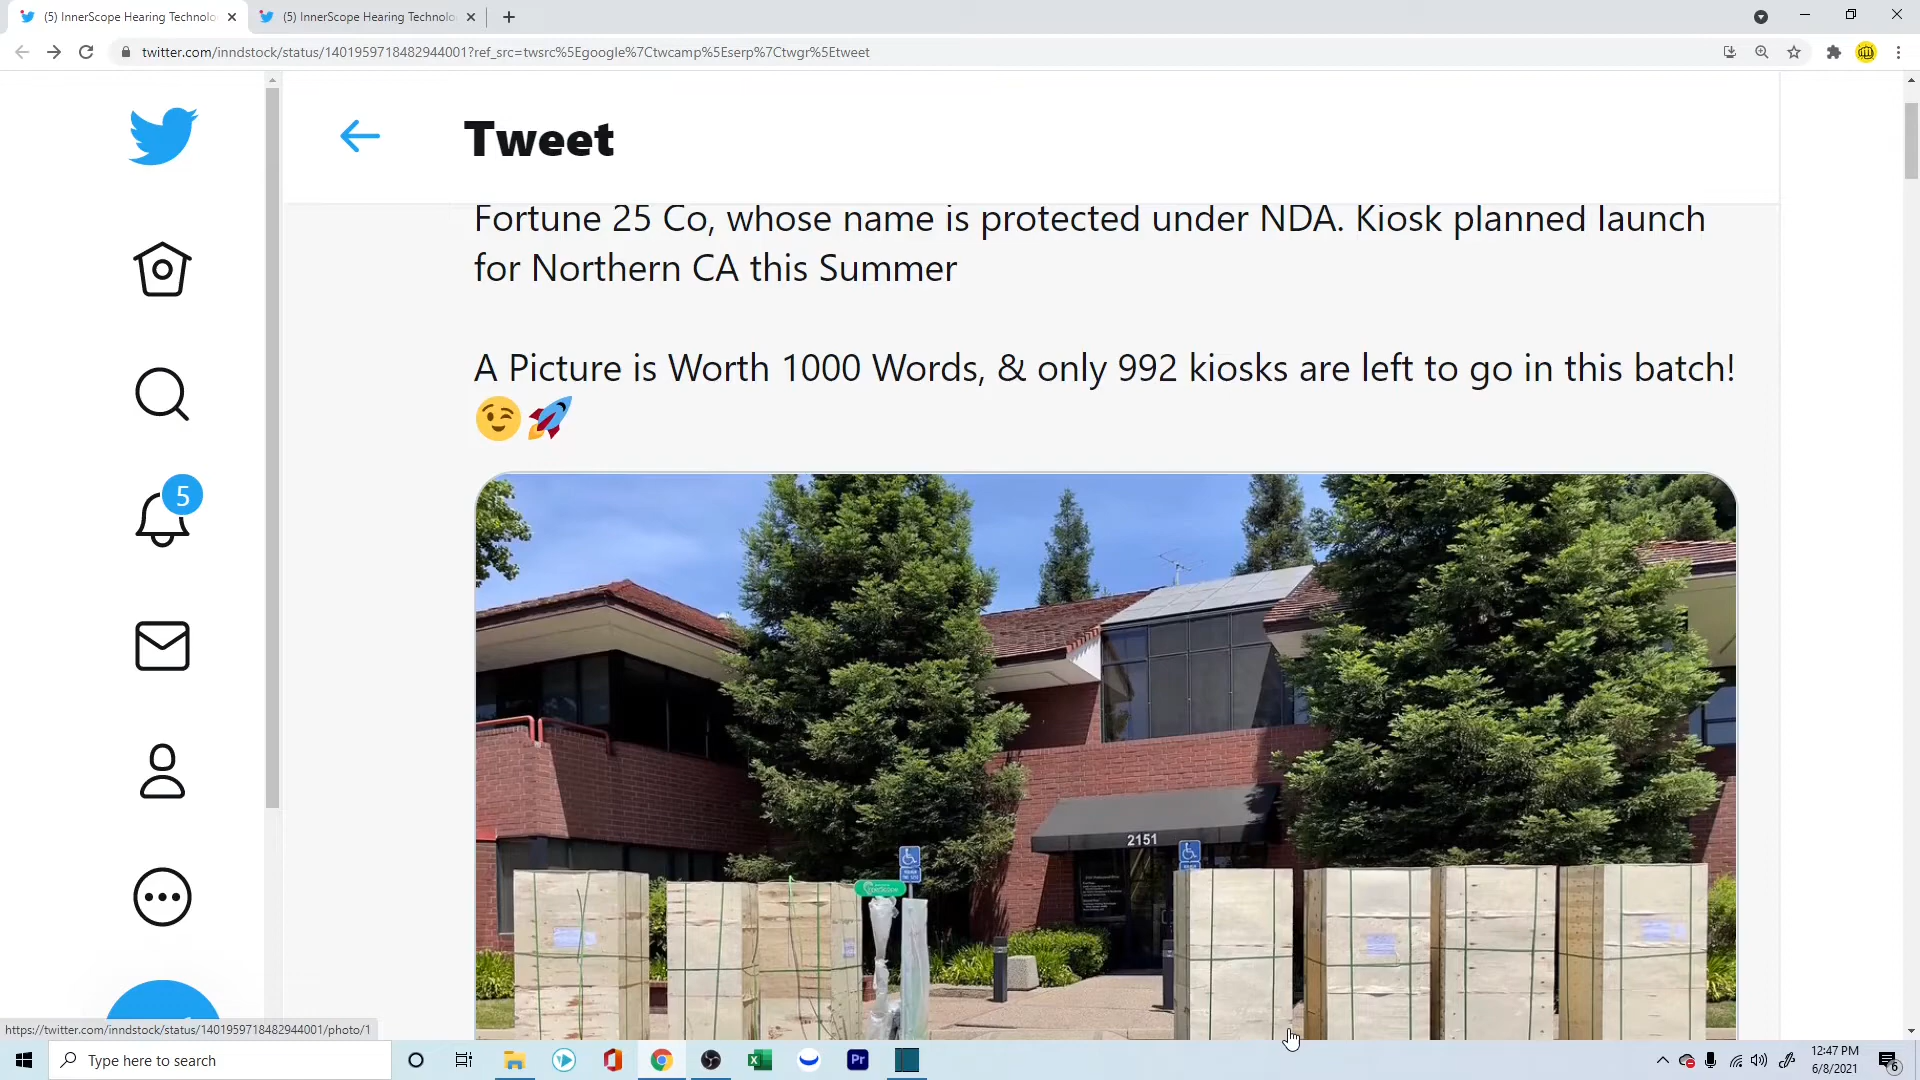 (5) InnerScope Hearing Technolo
(5) InnerScope Hearing Technolo
twitter.com/inndstock/status/1401959718482944001?ref_src=twsrc%5Egoogle%7Ctwcamp%5Eserp%7Ctwgr%5Etweet
Tweet
Fortune 25 Co, whose name is protected under NDA. Kiosk planned launch
for Northern CA this Summer
A Picture is Worth 1000 Words, & only 992 kiosks are left to go in this batch!
5
2151
https://twitter.com/inndstock/status/1401959718482944001/photo/1
Type here to search
Pr
12:47 PM
6/8/2021
6